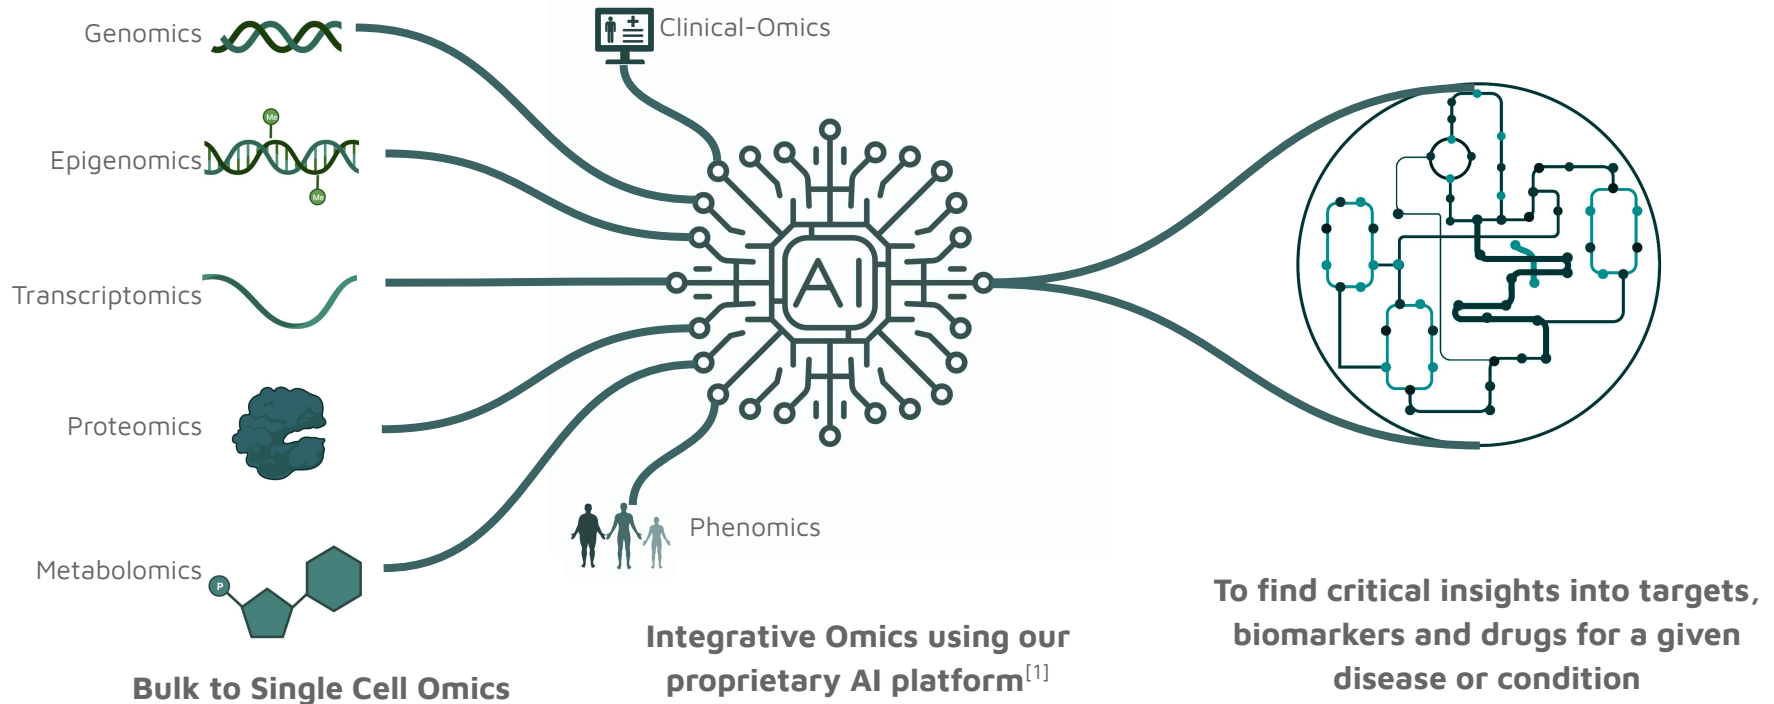 Genomics
Clinical-Omics
Me
Epigenomics
Me
AI
Transcriptomics
Proteomics
Phenomics
Metabolomics
P
Bulk to Single Cell Omics
Integrative Omics using our
proprietary AI platform[1]
To find critical insights into targets,
biomarkers and drugs for a given
disease or condition